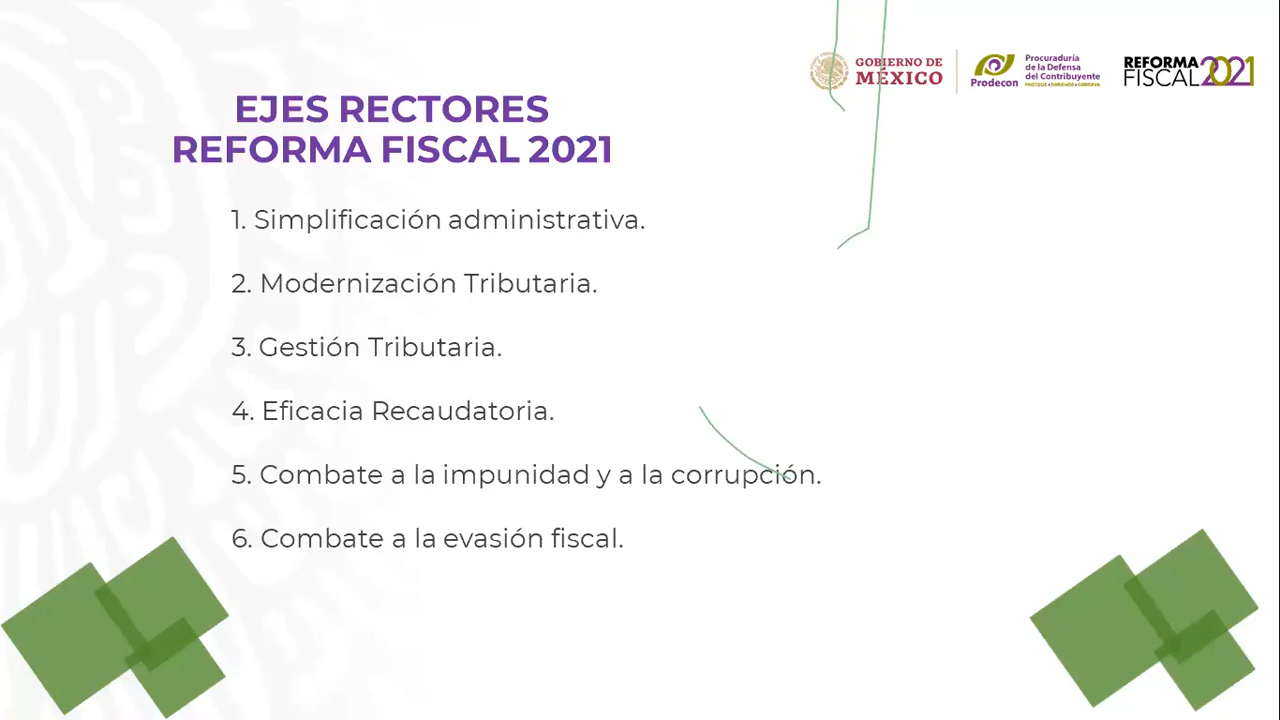 GOBIERNO DE
MÉXICO
Prodecon
Procuraduría
de la Defensa
del Contribuyente
REFORMA
FISCAL 2021
EJES RECTORES
REFORMA FISCAL 2021
1. Simplificación administrativa.
2. Modernización Tributaria.
3. Gestión Tributaria.
4. Eficacia Recaudatoria.
5. Combate a la impunidad y a la corrupción.
6. Combate a la evasión fiscal.